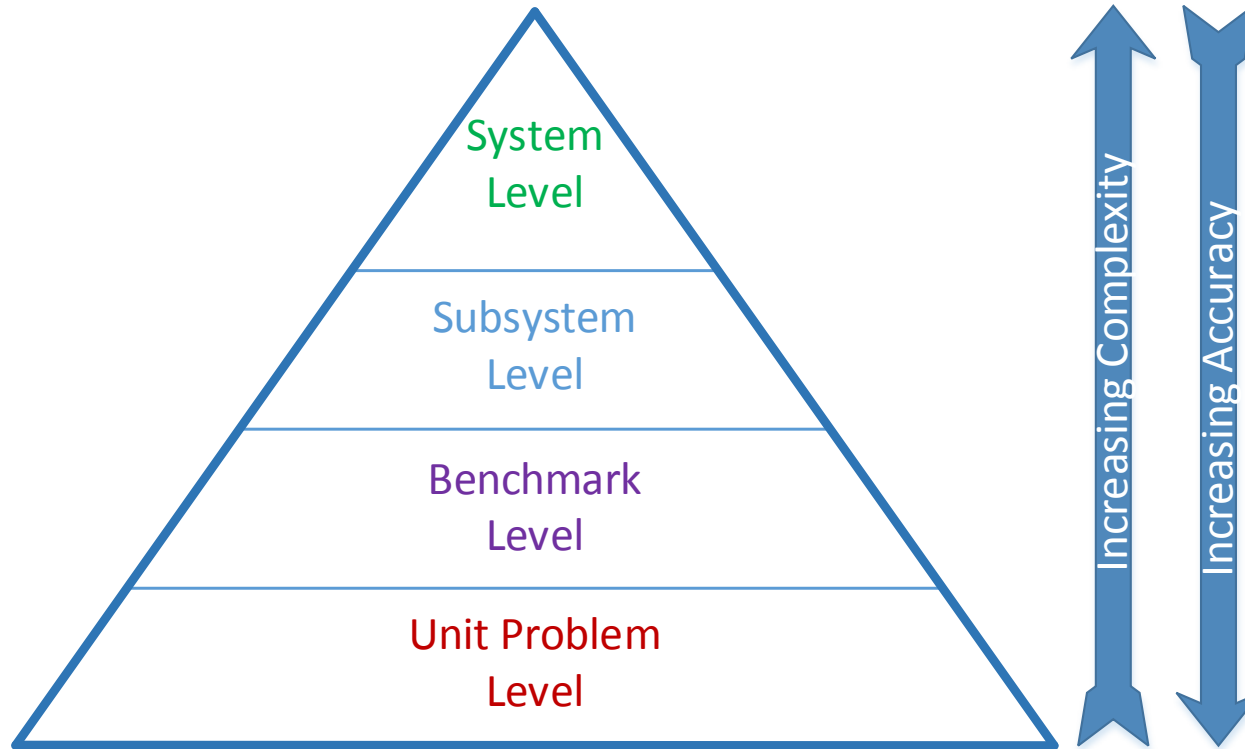 System
Level
Subsystem
Level
Benchmark
Level
Unit Problem
Level
Increasing Complexity
Increasing Accuracy